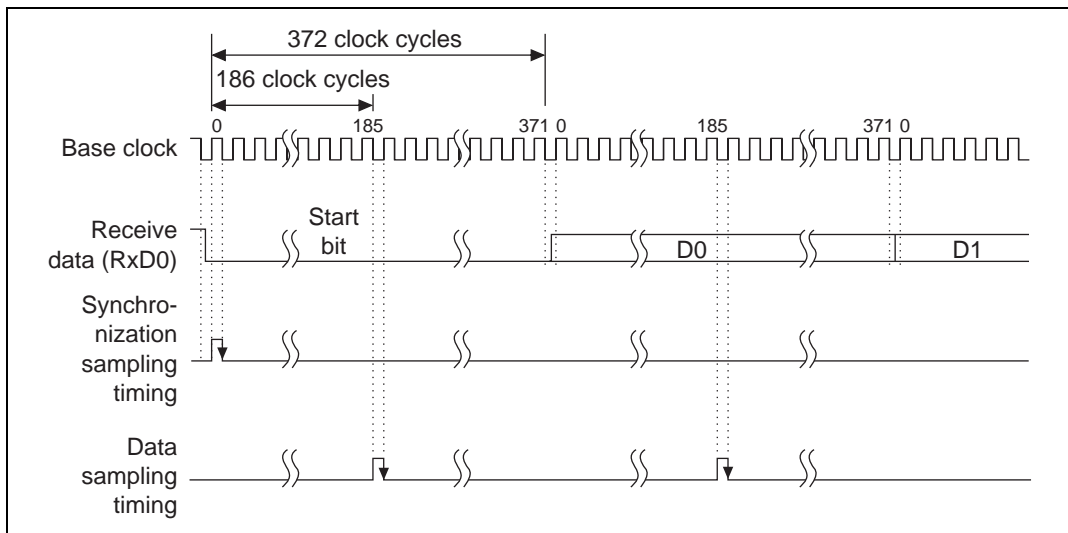 372 clock cycles
186 clock cycles
0 185 371 0 185 371 0
Base clock
Receive
data (RxD0)
Start
bit
D0 D1
Synchro-
nization
sampling
timing
Data
sampling
timing